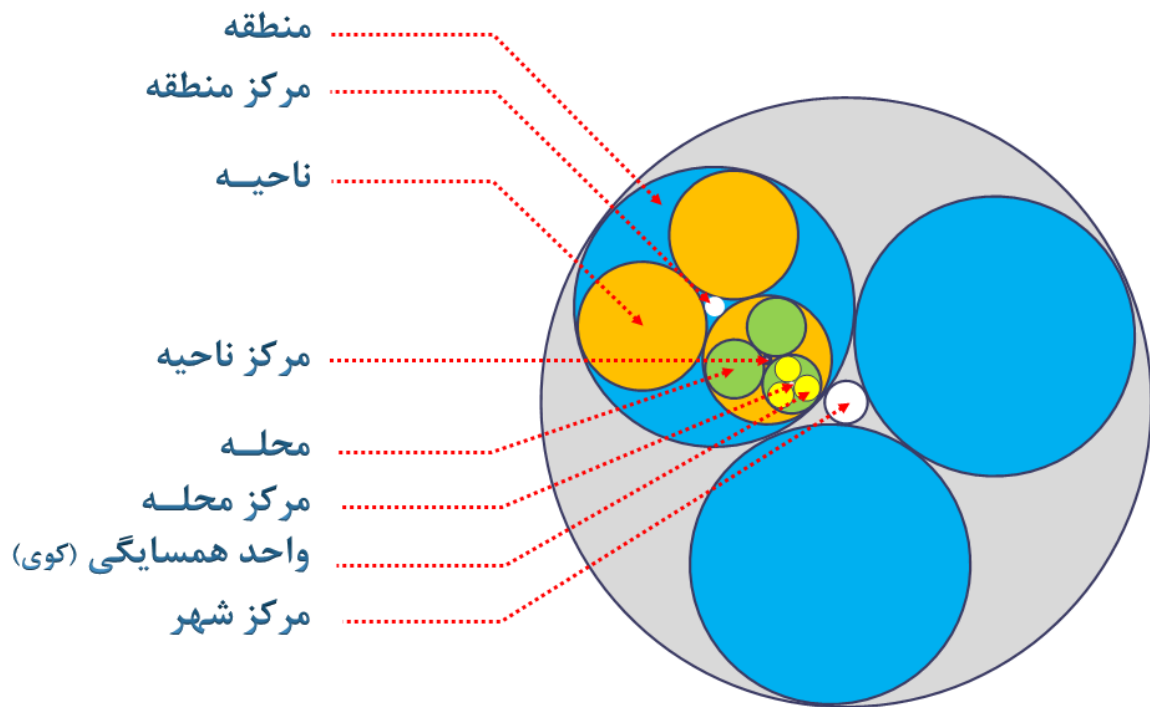 منطقه
مرکز منطقه
ناحیــه
مرکز ناحیه
محلــه
مرکز محلــه
واحد همسایگی (کوی)
مرکز شهر